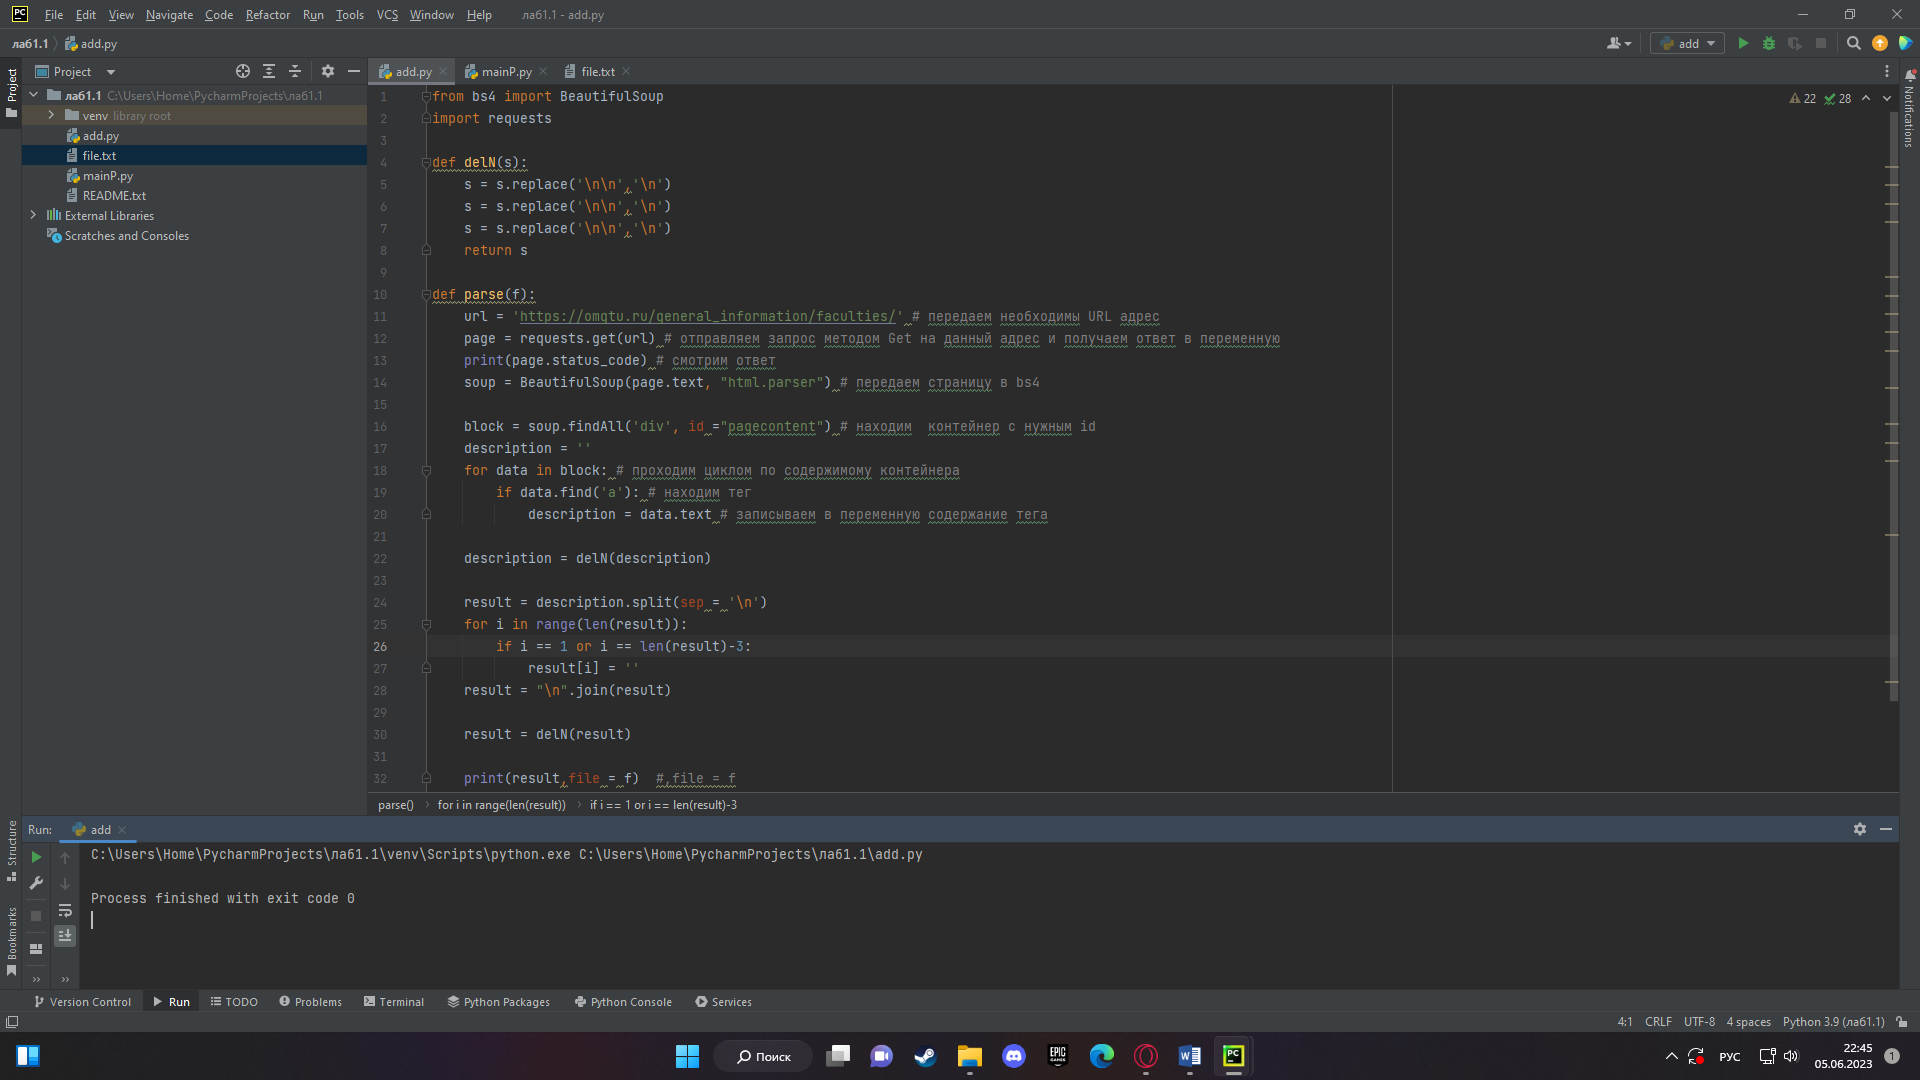 PC File Edit View Navigate Code Refactor Run Tools VCS Window Help ла61.1 - add.py
ла61.1 add.py add
Project add.py mainP.py file.txt
Project
ла61.1 C:\Users\Home\PycharmProjects\ла61.1
venv library root
add.py
file.txt
mainP.py
README.txt
External Libraries
Scratches and Consoles
22 28
Notifications
1 from bs4 import BeautifulSoup
2 import requests
3
4 def delN(s):
5 s = s.replace('\n\n','\n')
6 s = s.replace('\n\n','\n')
7 s = s.replace('\n\n','\n')
8 return s
9
10 def parse(f):
11 url = 'https://omgtu.ru/general_information/faculties/' # передаем необходимы URL адрес
12 page = requests.get(url) # отправляем запрос методом Get на данный адрес и получаем ответ в переменную
13 print(page.status_code) # смотрим ответ
14 soup = BeautifulSoup(page.text, "html.parser") # передаем страницу в bs4
15
16 block = soup.findAll('div', id ="pagecontent") # находим  контейнер с нужным id
17 description = ''
18 for data in block: # проходим циклом по содержимому контейнера
19 if data.find('a'): # находим тег
20 description = data.text # записываем в переменную содержание тега
21
22 description = delN(description)
23
24 result = description.split(sep = '\n')
25 for i in range(len(result)):
26 if i == 1 or i == len(result)-3:
27 result[i] = ''
28 result = "\n".join(result)
29
30 result = delN(result)
31
32 print(result,file = f)  #,file = f
parse() for i in range(len(result)) if i == 1 or i == len(result)-3
Structure
Bookmarks
Run: add
C:\Users\Home\PycharmProjects\ла61.1\venv\Scripts\python.exe C:\Users\Home\PycharmProjects\ла61.1\add.py
Process finished with exit code 0
Version Control Run TODO Problems Terminal Python Packages Python Console Services
4:1 CRLF UTF-8 4 spaces Python 3.9 (ла61.1)
Поиск EPIC GAMES W PC РУС 22:45
05.06.2023 1